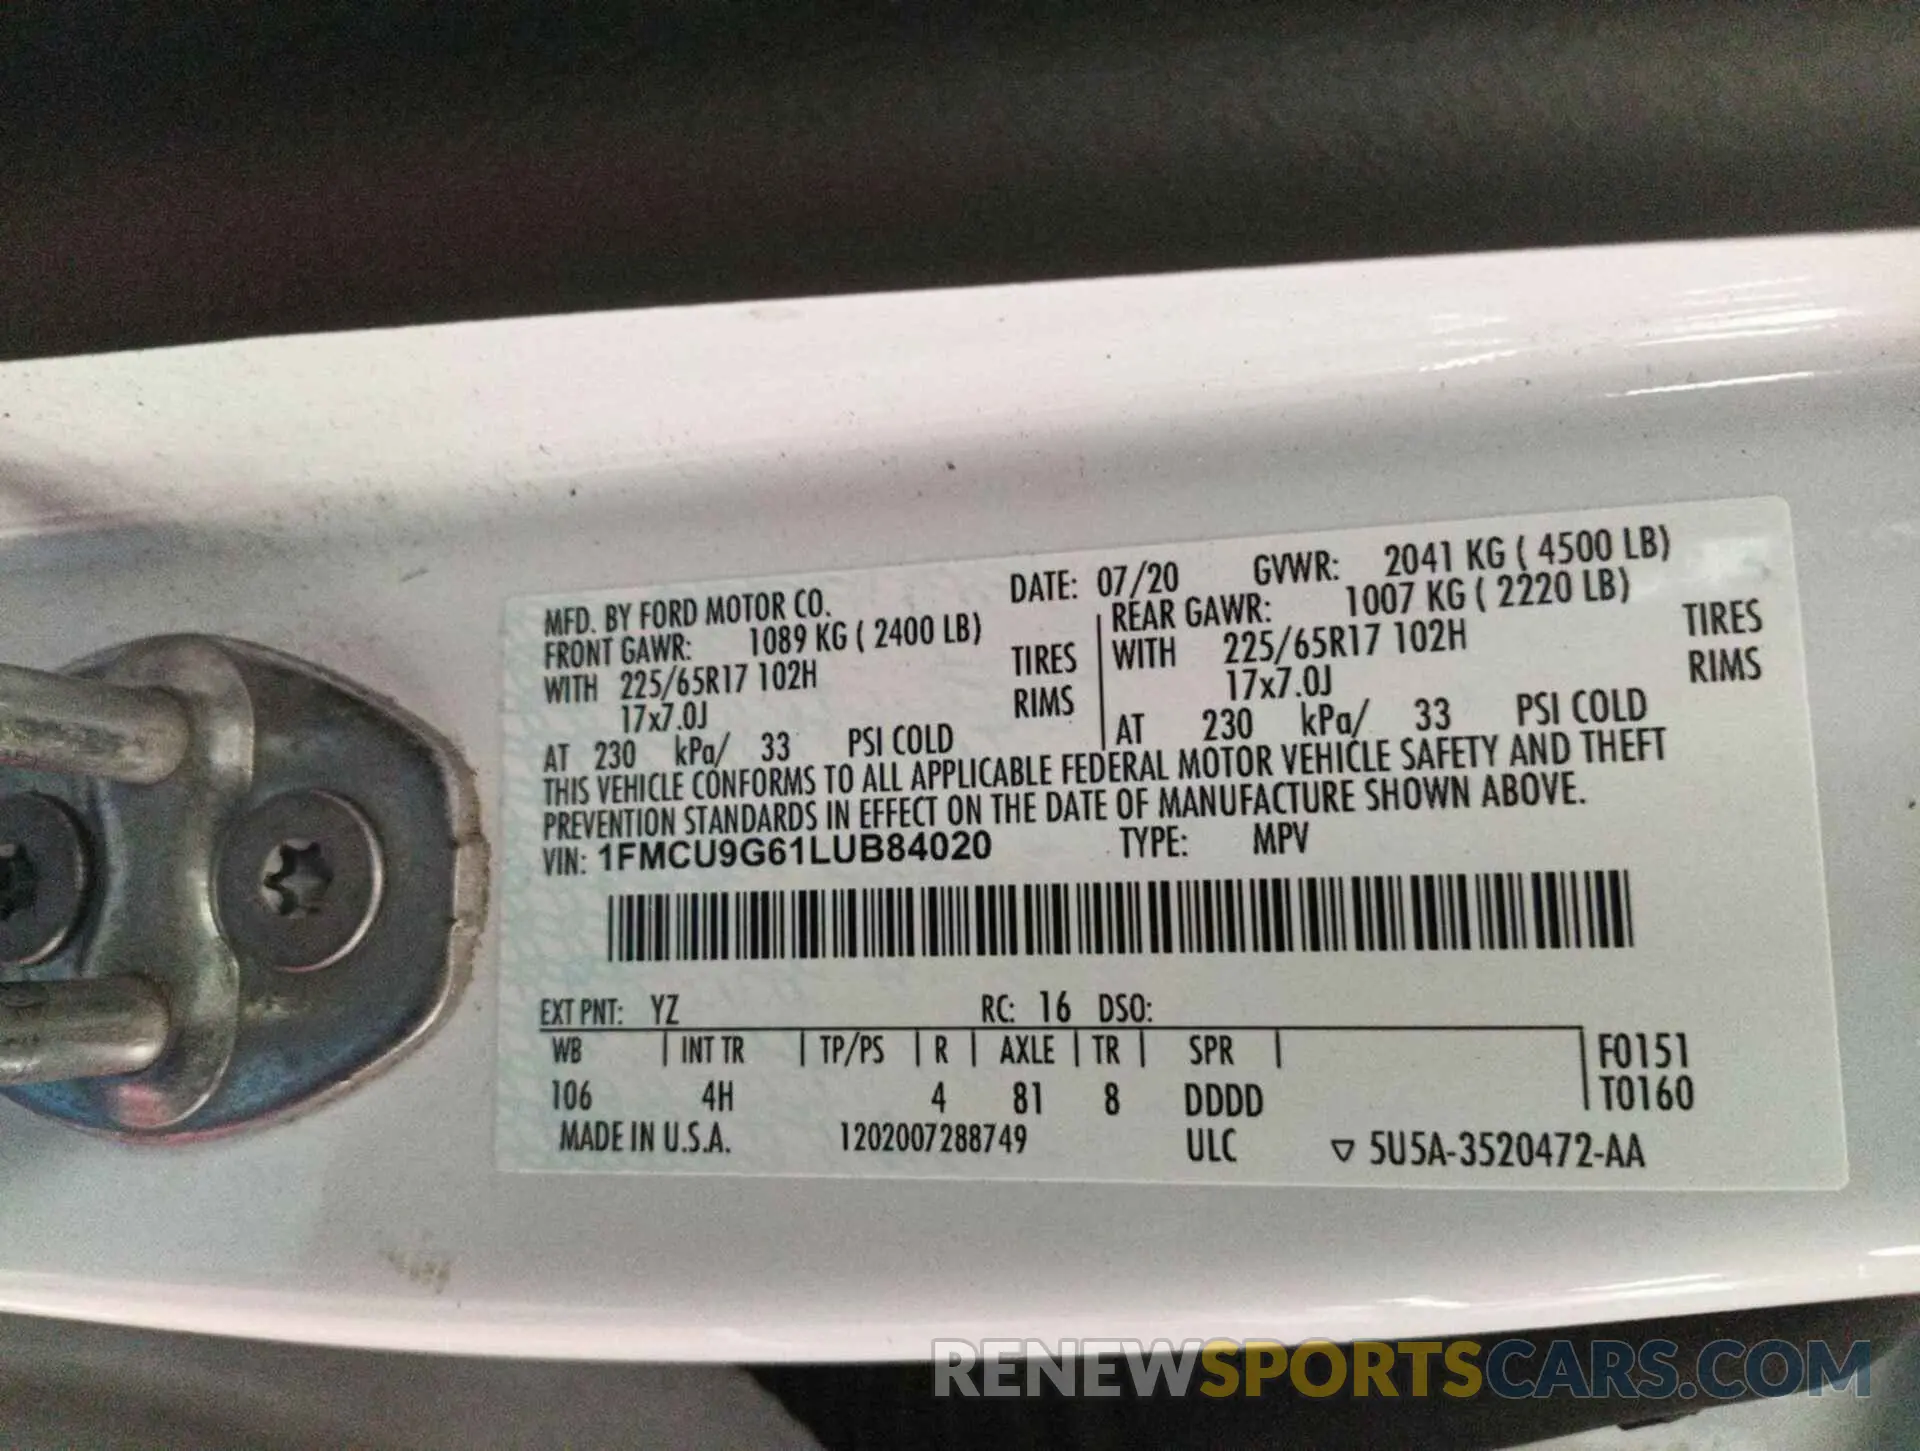 MFD. BY FORD MOTOR CO. DATE: 07/20 GVWR: 2041 KG ( 4500 LB)
FRONT GAWR: 1089 KG ( 2400 LB) REAR GAWR: 1007 KG ( 2220 LB)
WITH 225/65R17 102H TIRES WITH 225/65R17 102H TIRES
17x7.0J RIMS 17x7.0J RIMS
AT 230 kPa/ 33 PSI COLD AT 230 kPa/ 33 PSI COLD
THIS VEHICLE CONFORMS TO ALL APPLICABLE FEDERAL MOTOR VEHICLE SAFETY AND THEFT
PREVENTION STANDARDS IN EFFECT ON THE DATE OF MANUFACTURE SHOWN ABOVE.
VIN: 1FMCU9G61LUB84020 TYPE: MPV
EXT PNT: YZ RC: 16 DSO:
WB INT TR TP/PS R AXLE TR SPR F0151
106 4H 4 81 8 DDDD T0160
MADE IN U.S.A. 1202007288749 ULC ▽ 5U5A-3520472-AA
RENEWSPORTSCARS.COM